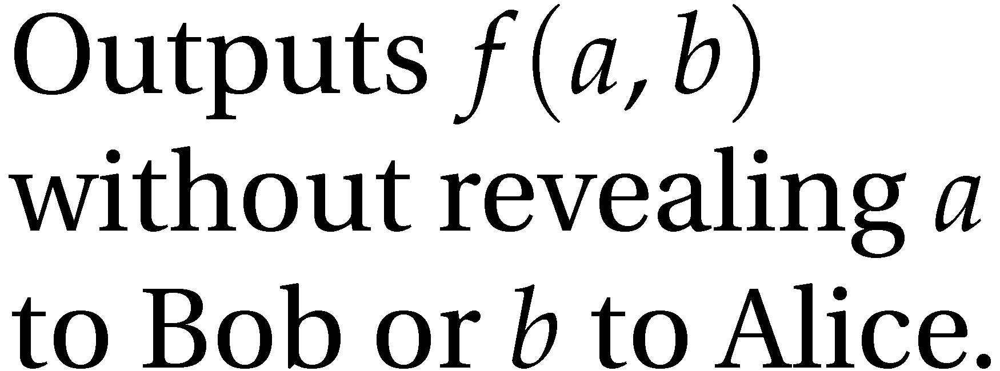 Outputs f(a, b)
without revealing a
to Bob or b to Alice.